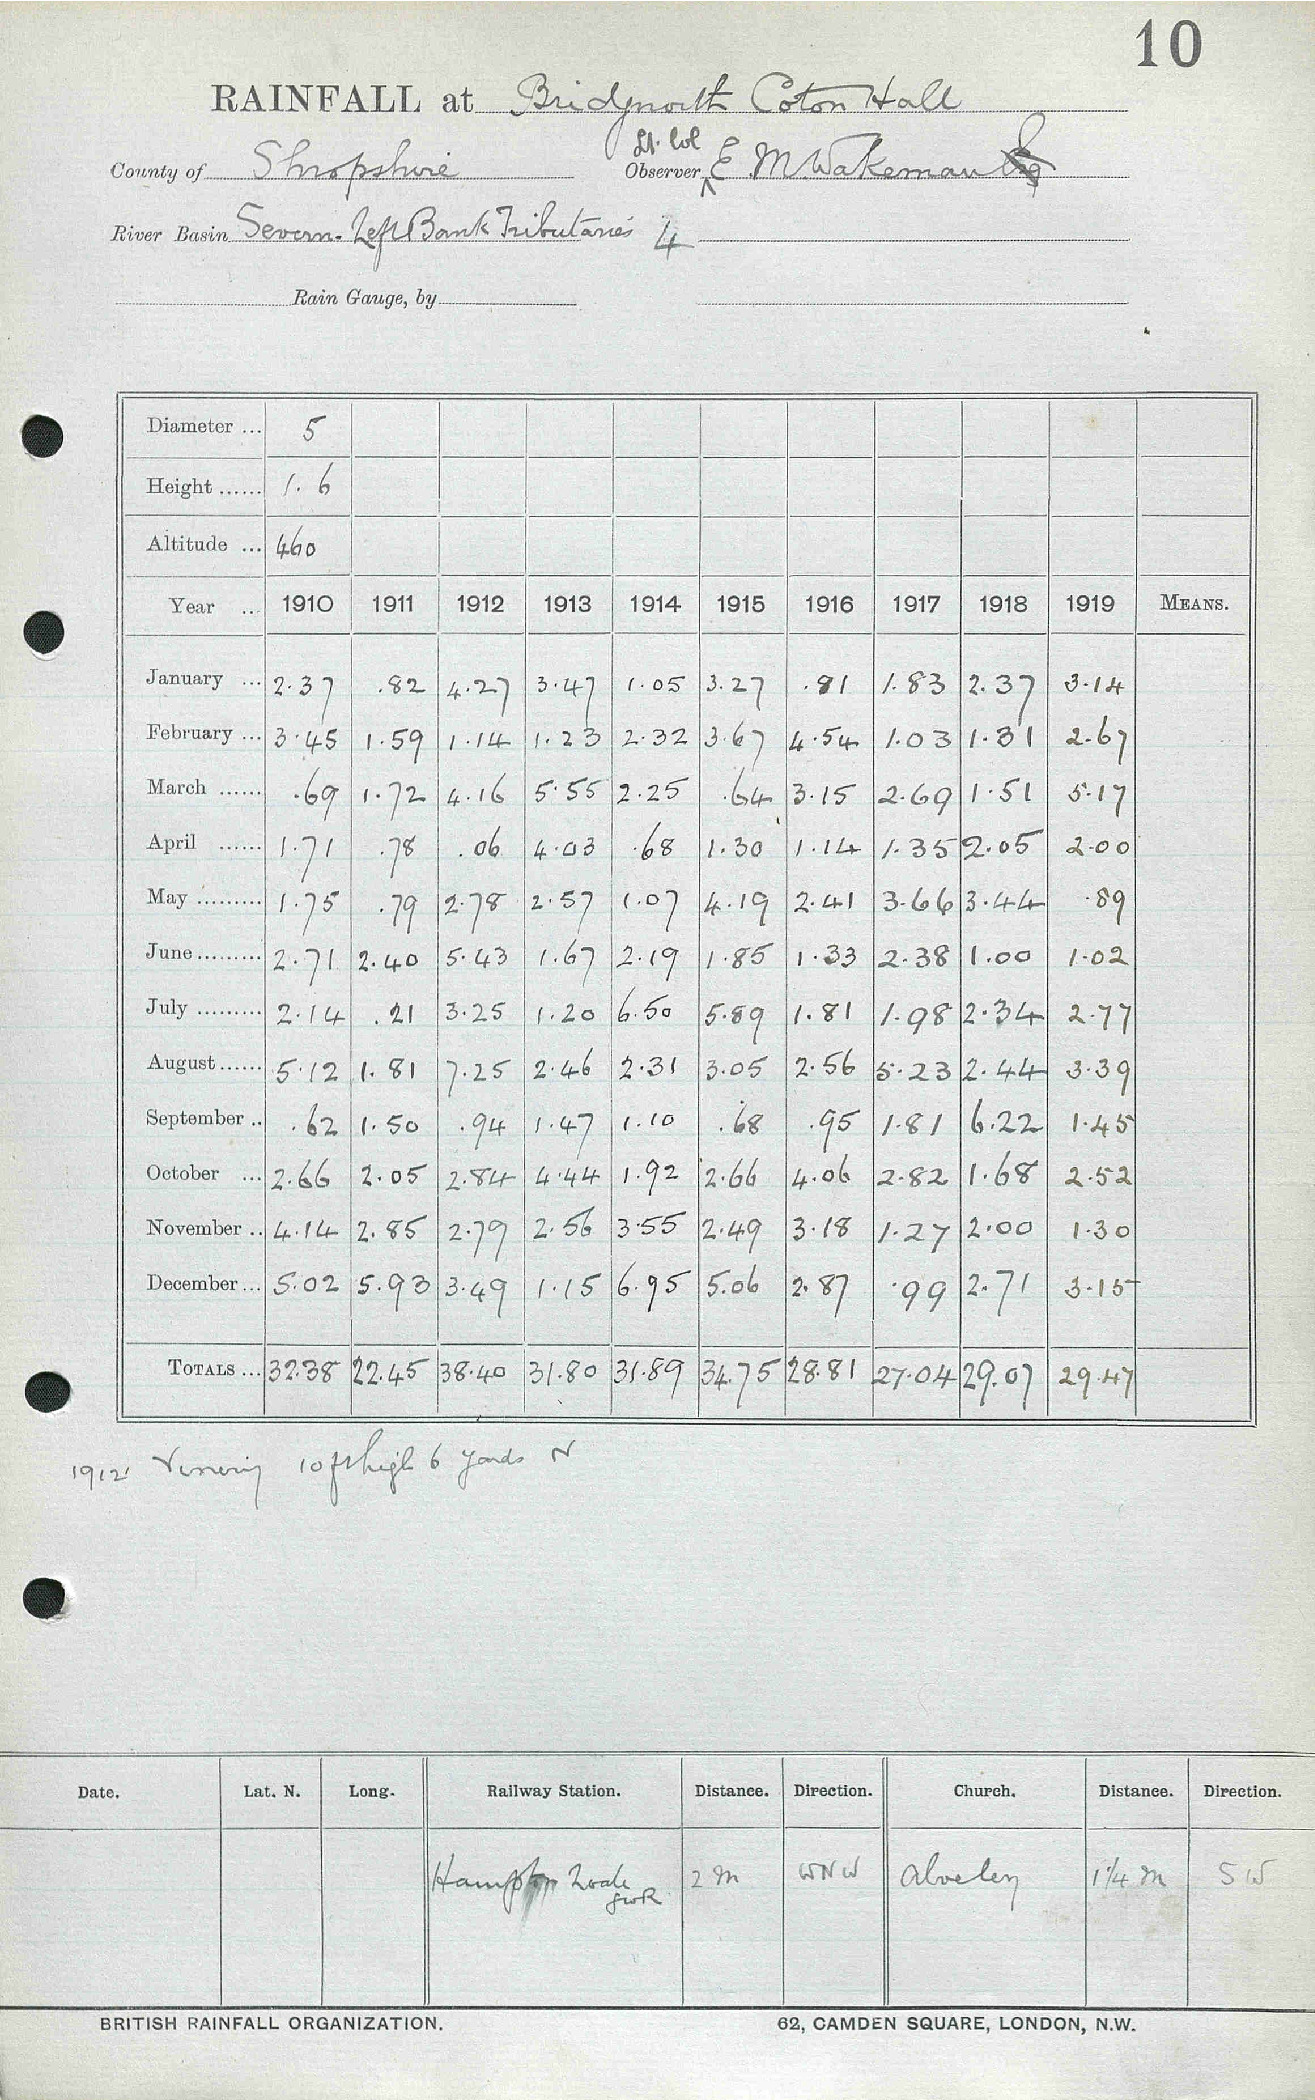 10
RAINFALL at Bridgnorth Coton Hall
Lt. Col
County of Shropshire Observer E M Wakeman
River Basin Severn - Left Bank Tributaries 4
Rain Gauge, by
Diameter ... 5
Height ...... 1.6
Altitude ... 460
Year ... 1910 1911 1912 1913 1914 1915 1916 1917 1918 1919 MEANS.
January ... 2.37 .82 4.27 3.47 1.05 3.27 .81 1.83 2.37 3.14
February ... 3.45 1.59 1.14 1.23 2.32 3.67 4.54 1.03 1.31 2.67
March ...... .69 1.72 4.16 5.55 2.25 .64 3.15 2.69 1.51 5.17
April ...... 1.71 .78 .06 4.03 .68 1.30 1.14 1.35 2.05 2.00
May ......... 1.75 .79 2.78 2.57 1.07 4.19 2.41 3.66 3.44 .89
June ......... 2.71 2.40 5.43 1.67 2.19 1.85 1.33 2.38 1.00 1.02
July ......... 2.14 .21 3.25 1.20 6.50 5.89 1.81 1.98 2.34 2.77
August ...... 5.12 1.81 7.25 2.46 2.31 3.05 2.56 5.23 2.44 3.39
September .. .62 1.50 .94 1.47 1.10 .68 .95 1.81 6.22 1.45
October ... 2.66 2.05 2.84 4.44 1.92 2.66 4.06 2.82 1.68 2.52
November .. 4.14 2.85 2.79 2.56 3.55 2.49 3.18 1.27 2.00 1.30
December ... 5.02 5.93 3.49 1.15 6.95 5.06 2.87 .99 2.71 3.15
TOTALS ... 32.38 22.45 38.40 31.80 31.89 34.75 28.81 27.04 29.07 29.47
1912 Vinery 10 ft high 6 yards N
Date. Lat. N. Long. Railway Station. Distance. Direction. Church. Distance. Direction.
Hampton Loade 2 m WNW Alveley 1¼ m SW
GWR
BRITISH RAINFALL ORGANIZATION. 62, CAMDEN SQUARE, LONDON, N.W.